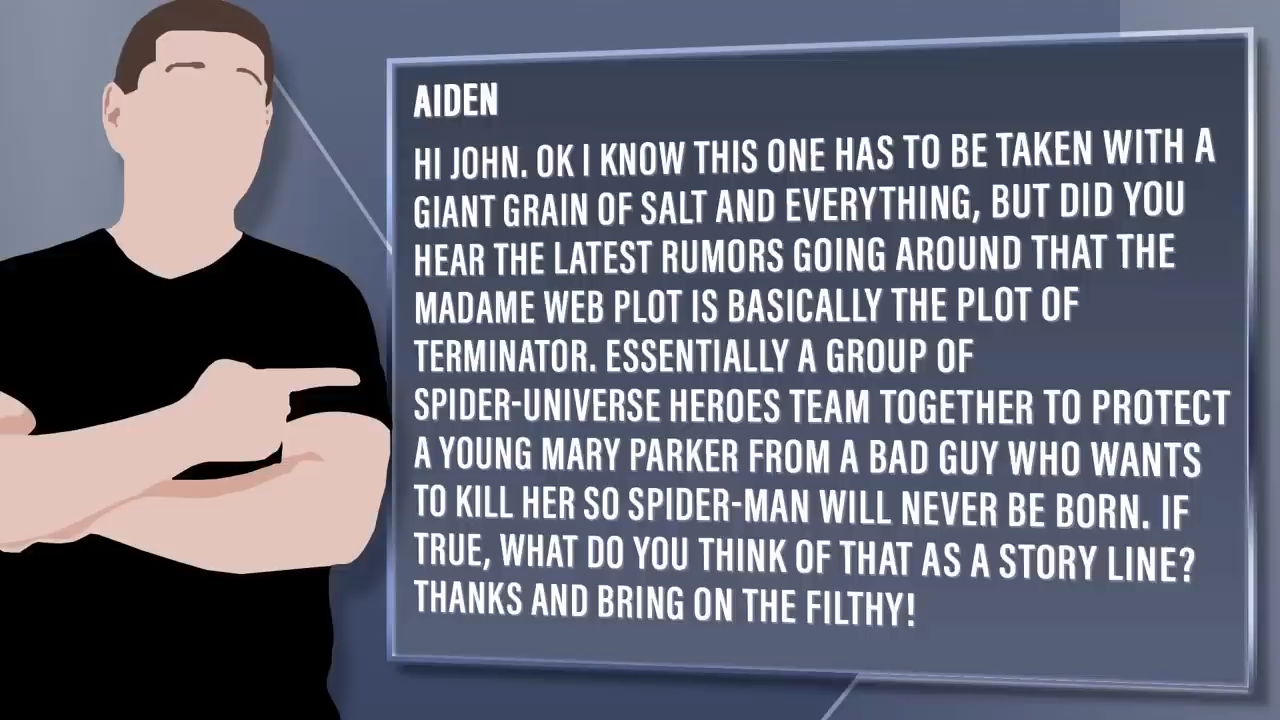 AIDEN
HI JOHN. OK I KNOW THIS ONE HAS TO BE TAKEN WITH A
GIANT GRAIN OF SALT AND EVERYTHING, BUT DID YOU
HEAR THE LATEST RUMORS GOING AROUND THAT THE
MADAME WEB PLOT IS BASICALLY THE PLOT OF
TERMINATOR. ESSENTIALLY A GROUP OF
SPIDER-UNIVERSE HEROES TEAM TOGETHER TO PROTECT
A YOUNG MARY PARKER FROM A BAD GUY WHO WANTS
TO KILL HER SO SPIDER-MAN WILL NEVER BE BORN. IF
TRUE, WHAT DO YOU THINK OF THAT AS A STORY LINE?
THANKS AND BRING ON THE FILTHY!